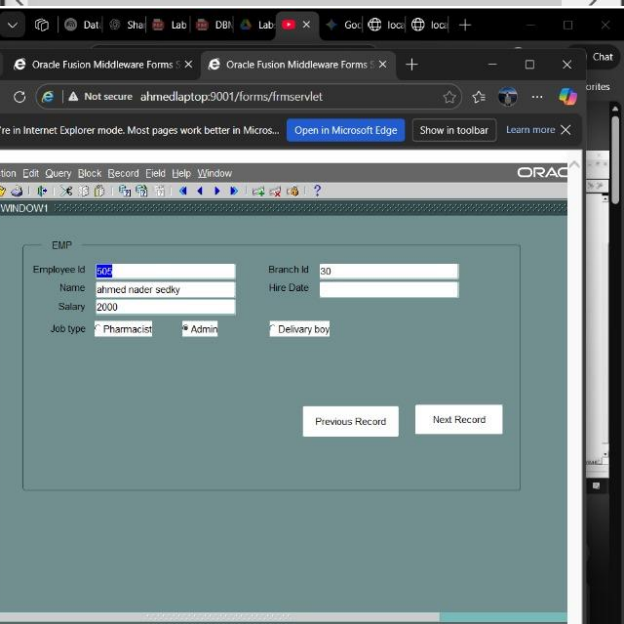 Dat
Sha
Lab
DBN
Lab
Goc
loca
loca
Chat
Oracle Fusion Middleware Forms S
Oracle Fusion Middleware Forms S
orites
Not secure ahmedlaptop:9001/forms/frmservlet
're in Internet Explorer mode. Most pages work better in Micros...
Open in Microsoft Edge
Show in toolbar
Learn more
tion Edit Query Block Record Field Help Window
ORAC
WINDOW1
EMP
Employee Id 505
Branch Id 30
Name ahmed nader sedky
Hire Date
Salary 2000
Job type Pharmacist Admin Delivary boy
Previous Record
Next Record